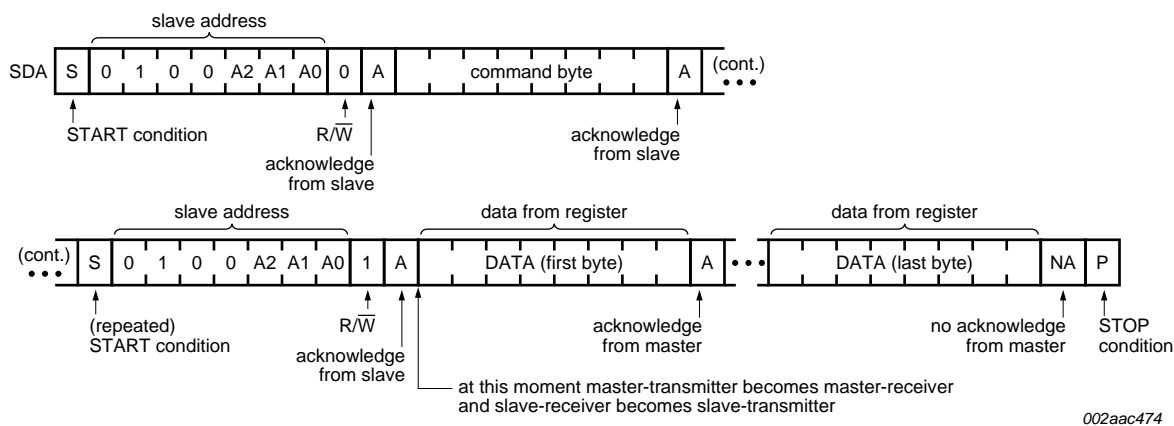 slave address
SDA S 0 1 0 0 A2 A1 A0 0 A command byte A (cont.)
START condition R/W̅ acknowledge from slave acknowledge from slave
slave address data from register data from register
(cont.) S 0 1 0 0 A2 A1 A0 1 A DATA (first byte) A DATA (last byte) NA P
(repeated)
START condition
R/W̅
acknowledge
from slave
acknowledge
from master
no acknowledge
from master
STOP
condition
at this moment master-transmitter becomes master-receiver
and slave-receiver becomes slave-transmitter
002aac474